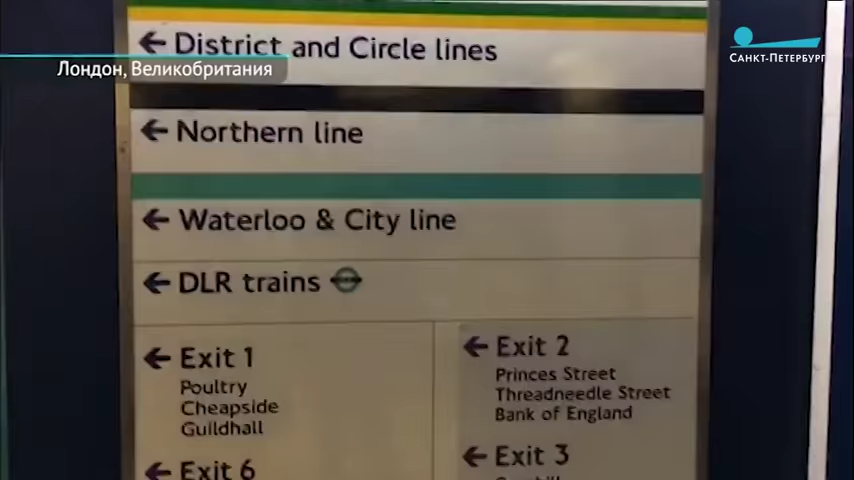 ← District and Circle lines
Лондон, Великобритания
САНКТ-ПЕТЕРБУРГ
← Northern line
← Waterloo & City line
← DLR trains
← Exit 1
Poultry
Cheapside
Guildhall
← Exit 6
← Exit 2
Princes Street
Threadneedle Street
Bank of England
← Exit 3